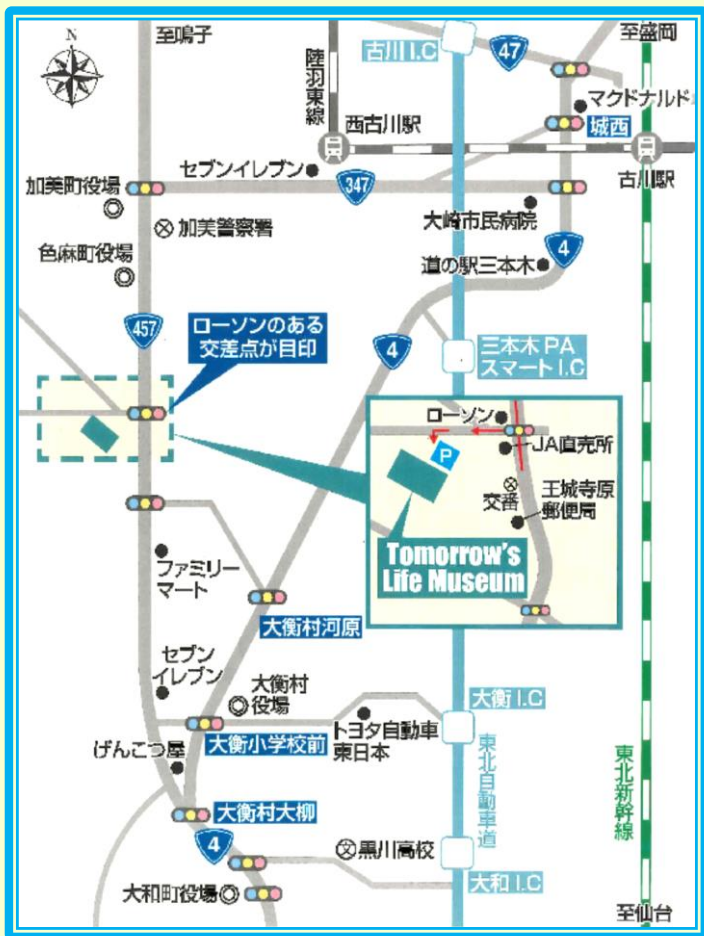 N
至鳴子
陸羽東線
古川I.C
47
至盛岡
マクドナルド
西古川駅
城西
セブンイレブン
加美町役場
347
古川駅
加美警察署
大崎市民病院
色麻町役場
道の駅三本木
4
457
ローソンのある
交差点が目印
4
三本木PA
スマートI.C
ローソン
P
JA直売所
交番
王城寺原
郵便局
Tomorrow's
Life Museum
ファミリー
マート
大衡村河原
セブン
イレブン
大衡村
役場
大衡I.C
トヨタ自動車
東日本
大衡小学校前
げんこつ屋
東北自動車道
東北新幹線
大衡村大柳
4
文
黒川高校
大和I.C
大和町役場
至仙台